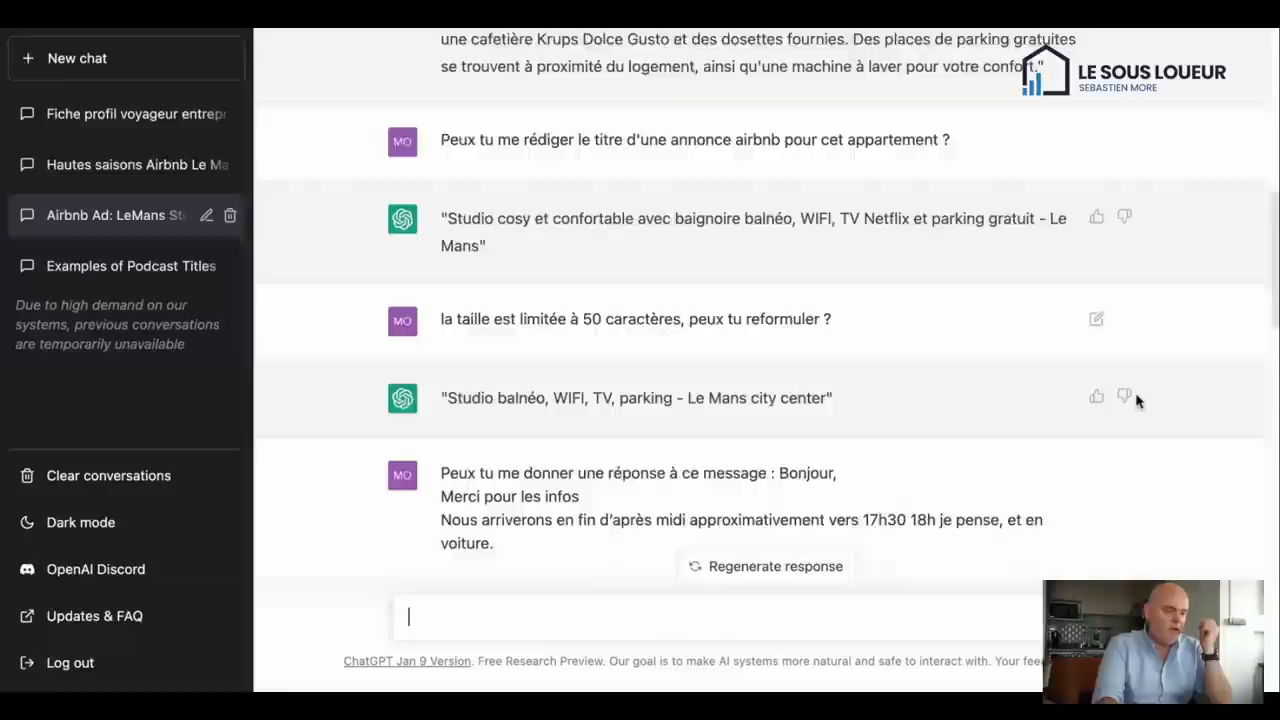 New chat
Fiche profil voyageur entrepr
Hautes saisons Airbnb Le Ma
Airbnb Ad: LeMans Stu
Examples of Podcast Titles
Due to high demand on our
systems, previous conversations
are temporarily unavailable
Clear conversations
Dark mode
OpenAI Discord
Updates & FAQ
Log out
une cafetière Krups Dolce Gusto et des dosettes fournies. Des places de parking gratuites
se trouvent à proximité du logement, ainsi qu'une machine à laver pour votre confort."
LE SOUS LOUEUR
SEBASTIEN MORE
MO
Peux tu me rédiger le titre d'une annonce airbnb pour cet appartement ?
"Studio cosy et confortable avec baignoire balnéo, WIFI, TV Netflix et parking gratuit - Le
Mans"
MO
la taille est limitée à 50 caractères, peux tu reformuler ?
"Studio balnéo, WIFI, TV, parking - Le Mans city center"
MO
Peux tu me donner une réponse à ce message : Bonjour,
Merci pour les infos
Nous arriverons en fin d'après midi approximativement vers 17h30 18h je pense, et en
voiture.
Regenerate response
ChatGPT Jan 9 Version. Free Research Preview. Our goal is to make AI systems more natural and safe to interact with. Your fee